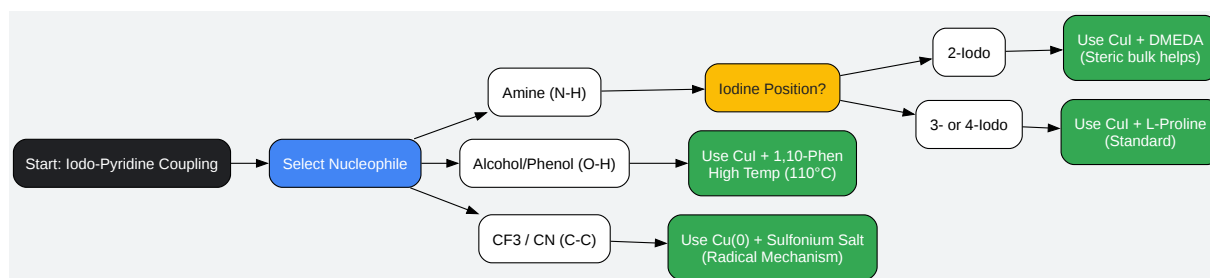 Start: Iodo-Pyridine Coupling
Select Nucleophile
Amine (N-H)
Iodine Position?
2-Iodo
Use CuI + DMEDA
(Steric bulk helps)
3- or 4-Iodo
Use CuI + L-Proline
(Standard)
Alcohol/Phenol (O-H)
Use CuI + 1,10-Phen
High Temp (110°C)
CF3 / CN (C-C)
Use Cu(0) + Sulfonium Salt
(Radical Mechanism)